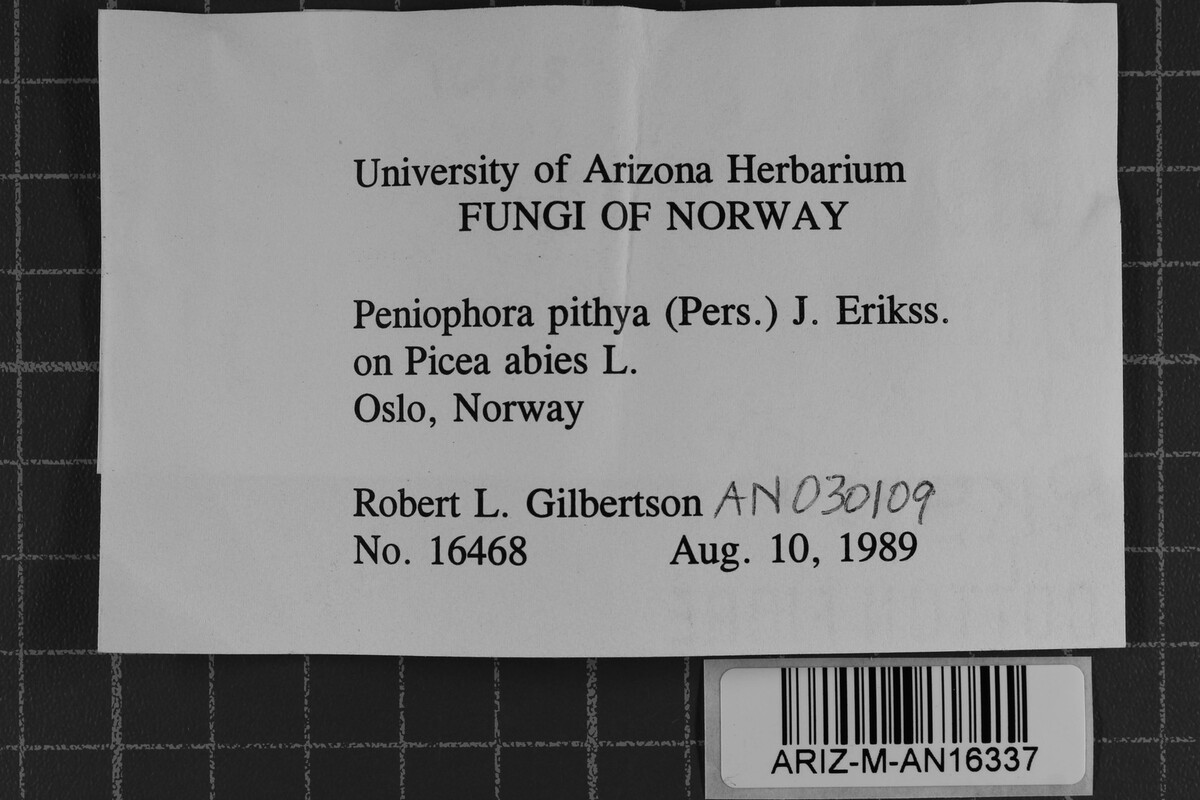 University of Arizona Herbarium
FUNGI OF NORWAY
Peniophora pithya (Pers.) J. Erikss.
on Picea abies L.
Oslo, Norway
Robert L. Gilbertson AN030109
No. 16468 Aug. 10, 1989
ARIZ-M-AN16337